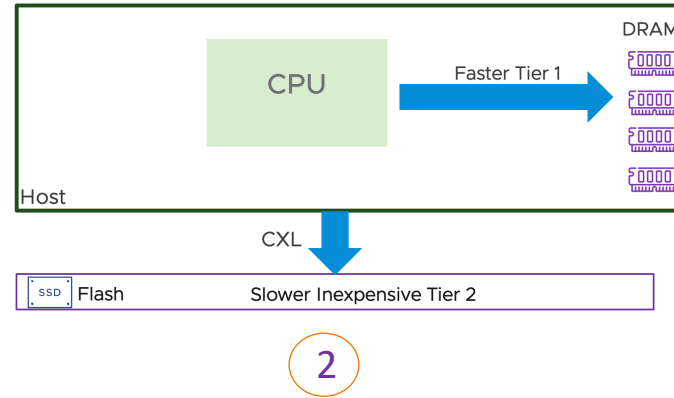 DRAM
CPU
Faster Tier 1
Host
CXL
SSD
Flash
Slower Inexpensive Tier 2
2